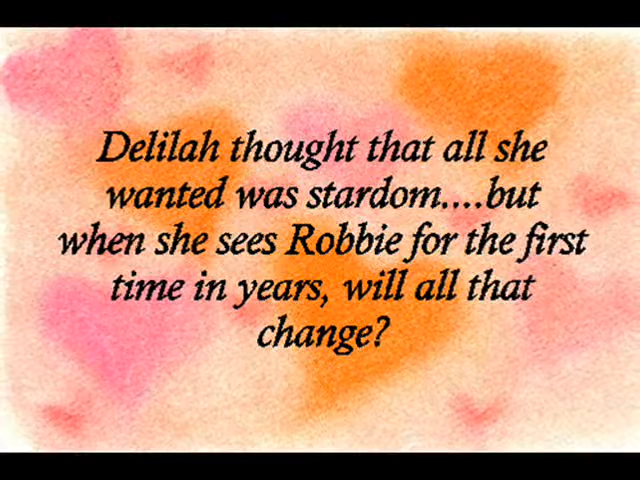 Delilah thought that all she
wanted was stardom....but
when she sees Robbie for the first
time in years, will all that
change?